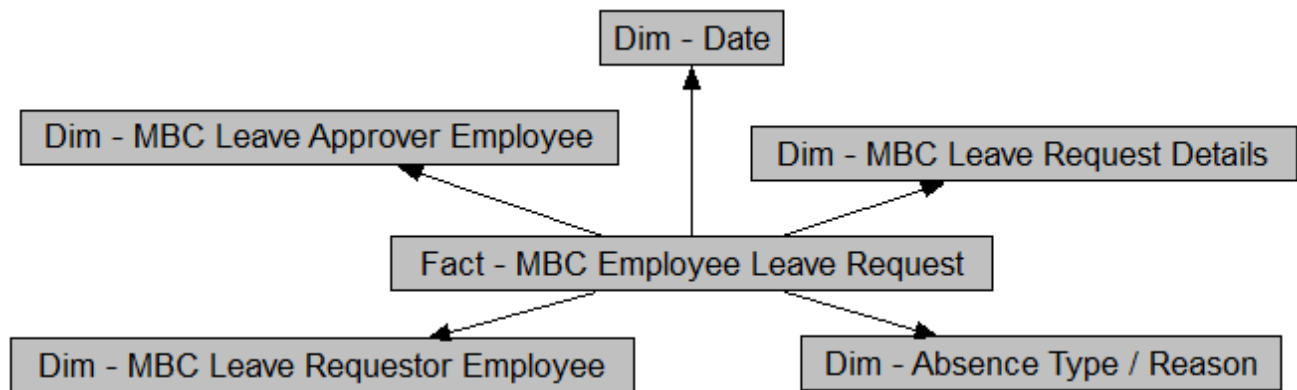 Dim - Date
Dim - MBC Leave Approver Employee
Dim - MBC Leave Request Details
Fact - MBC Employee Leave Request
Dim - MBC Leave Requestor Employee
Dim - Absence Type / Reason